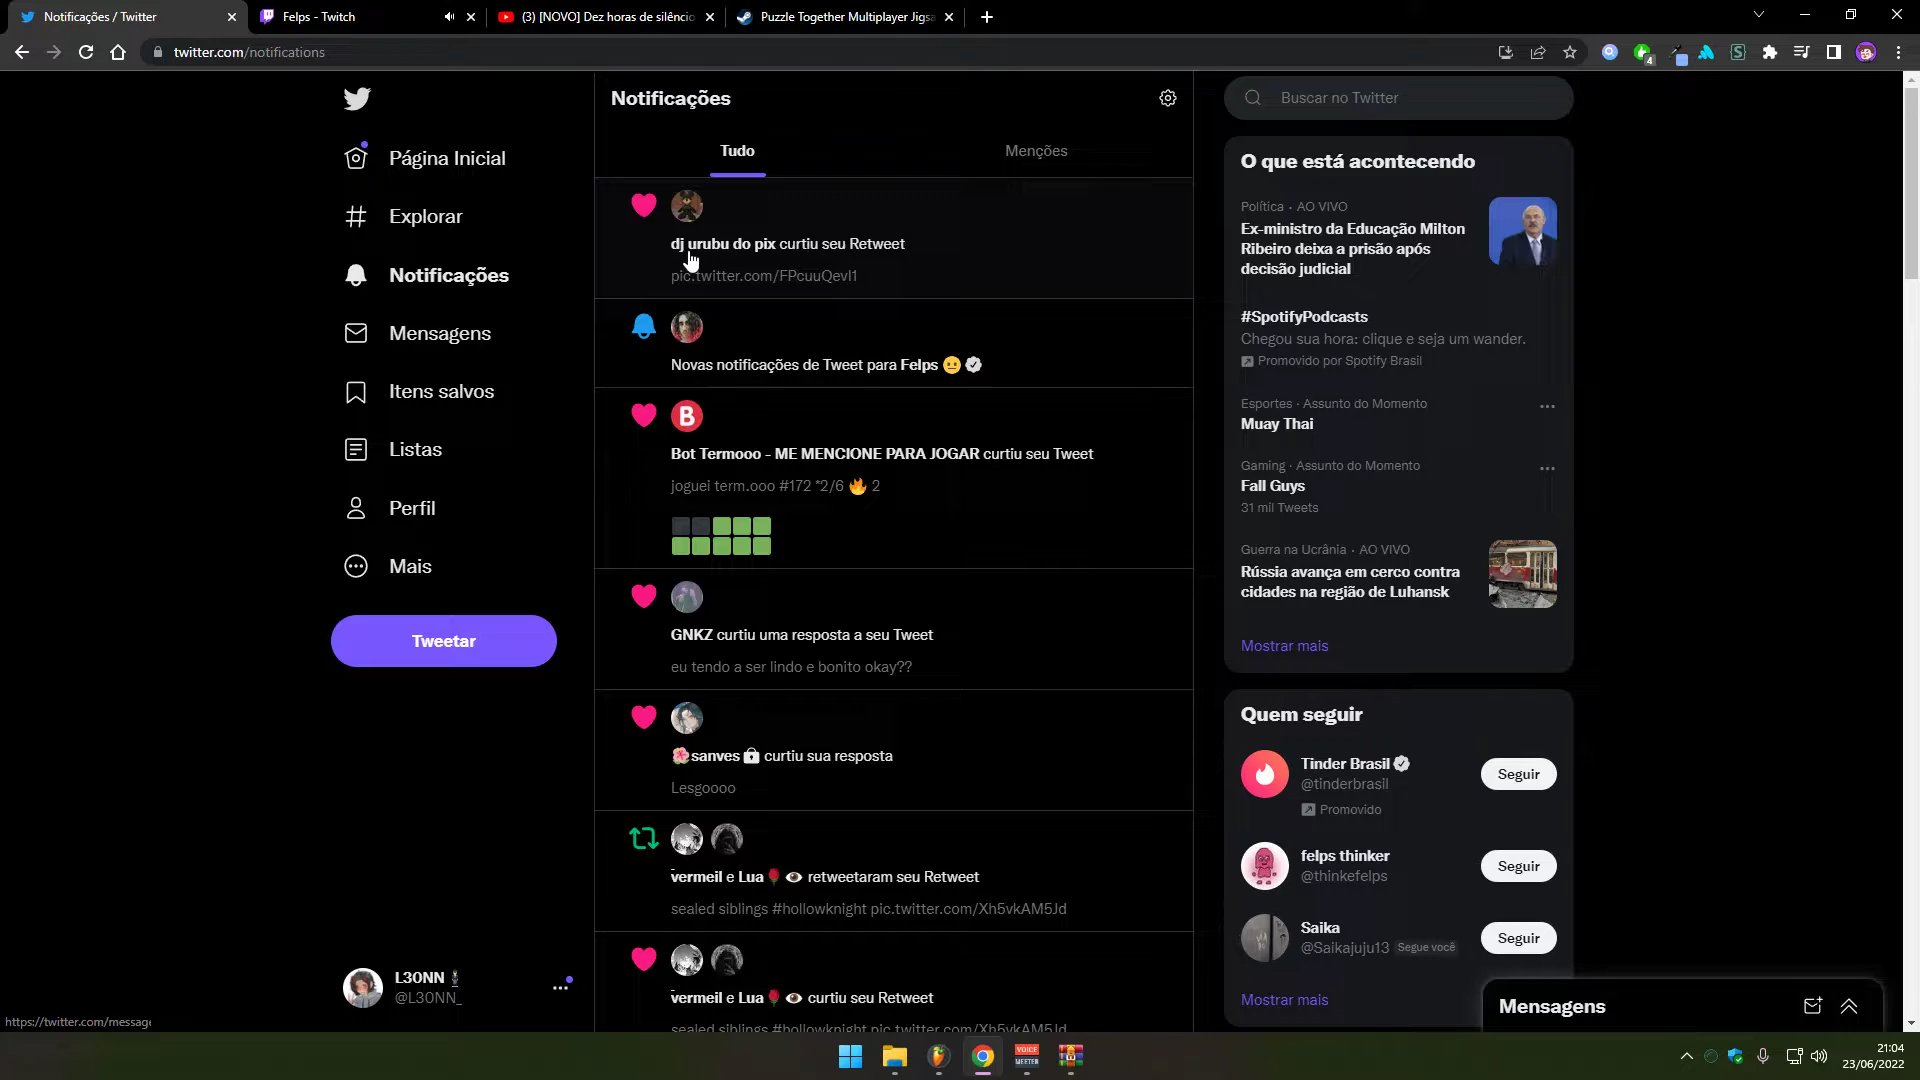 Notificações / Twitter
Felps - Twitch
(3) [NOVO] Dez horas de silêncio
Puzzle Together Multiplayer Jigsa
twitter.com/notifications
4
Notificações
Buscar no Twitter
Tudo
Menções
Página Inicial
Explorar
Notificações
Mensagens
Itens salvos
Listas
Perfil
Mais
Tweetar
L30NN
@L30NN_
dj urubu do pix curtiu seu Retweet
Novas notificações de Tweet para Felps 😐
B
Bot Termooo - ME MENCIONE PARA JOGAR curtiu seu Tweet
joguei term.ooo #172 *2/6 🔥 2
GNKZ curtiu uma resposta a seu Tweet
eu tendo a ser lindo e bonito okay??
🌺sanves curtiu sua resposta
Lesgoooo
vermeil e Lua🌹👁 retweetaram seu Retweet
sealed siblings #hollowknight pic.twitter.com/Xh5vkAM5Jd
vermeil e Lua🌹👁 curtiu seu Retweet
sealed siblings #hollowknight pic.twitter.com/Xh5vkAM5Jd
O que está acontecendo
Política · AO VIVO
Ex-ministro da Educação Milton
Ribeiro deixa a prisão após
decisão judicial
#SpotifyPodcasts
Chegou sua hora: clique e seja um wander.
Promovido por Spotify Brasil
Esportes · Assunto do Momento
Muay Thai
Gaming · Assunto do Momento
Fall Guys
31 mil Tweets
Guerra na Ucrânia · AO VIVO
Rússia avança em cerco contra
cidades na região de Luhansk
Mostrar mais
Quem seguir
Tinder Brasil
@tinderbrasil
Promovido
Seguir
felps thinker
@thinkefelps
Seguir
Saika
@Saikajuju13 Segue você
Seguir
Mostrar mais
Mensagens
https://twitter.com/message
VOICE
MEETER
21:04
23/06/2022